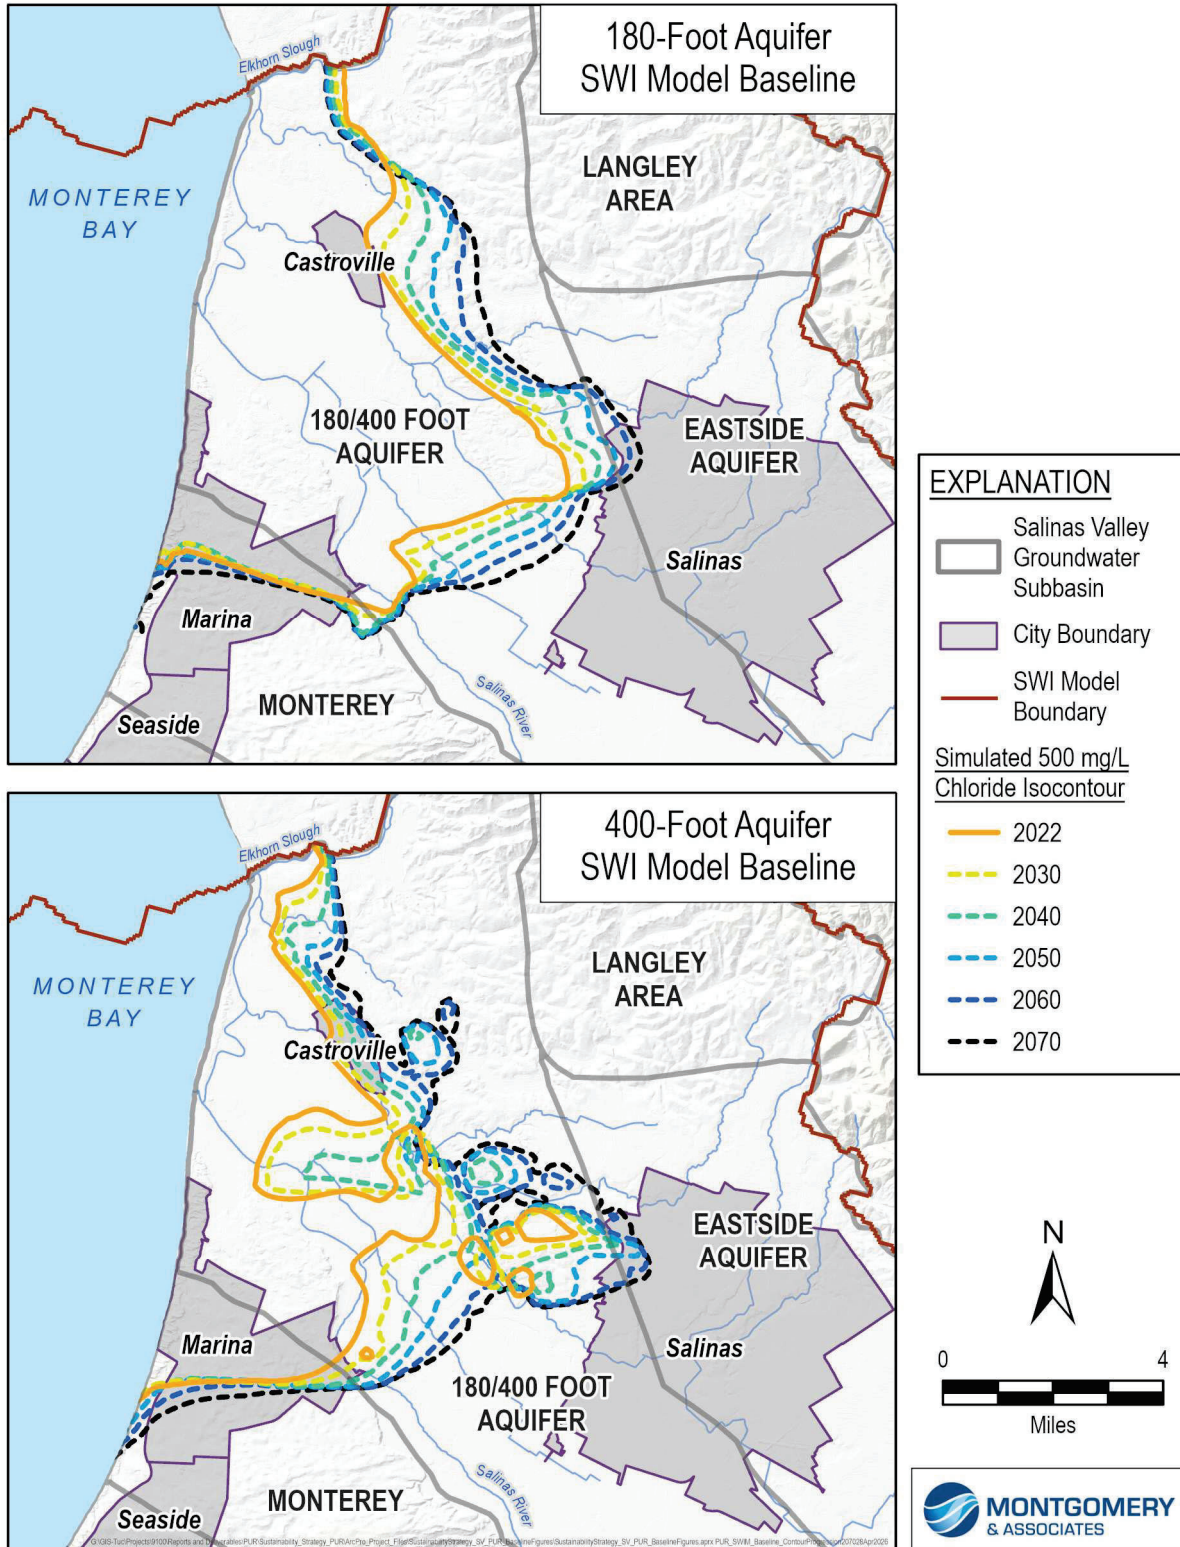 180-Foot Aquifer
SWI Model Baseline
Elkhorn Slough
LANGLEY
AREA
MONTEREY
BAY
Castroville
180/400 FOOT
AQUIFER
EASTSIDE
AQUIFER
Salinas
Marina
Salinas River
MONTEREY
Seaside
400-Foot Aquifer
SWI Model Baseline
Elkhorn Slough
LANGLEY
AREA
MONTEREY
BAY
Castroville
EASTSIDE
AQUIFER
Marina
Salinas
180/400 FOOT
AQUIFER
Salinas River
MONTEREY
Seaside
EXPLANATION
Salinas Valley
Groundwater
Subbasin
City Boundary
SWI Model
Boundary
Simulated 500 mg/L
Chloride Isocontour
2022
2030
2040
2050
2060
2070
N
0 4
Miles
MONTGOMERY
& ASSOCIATES